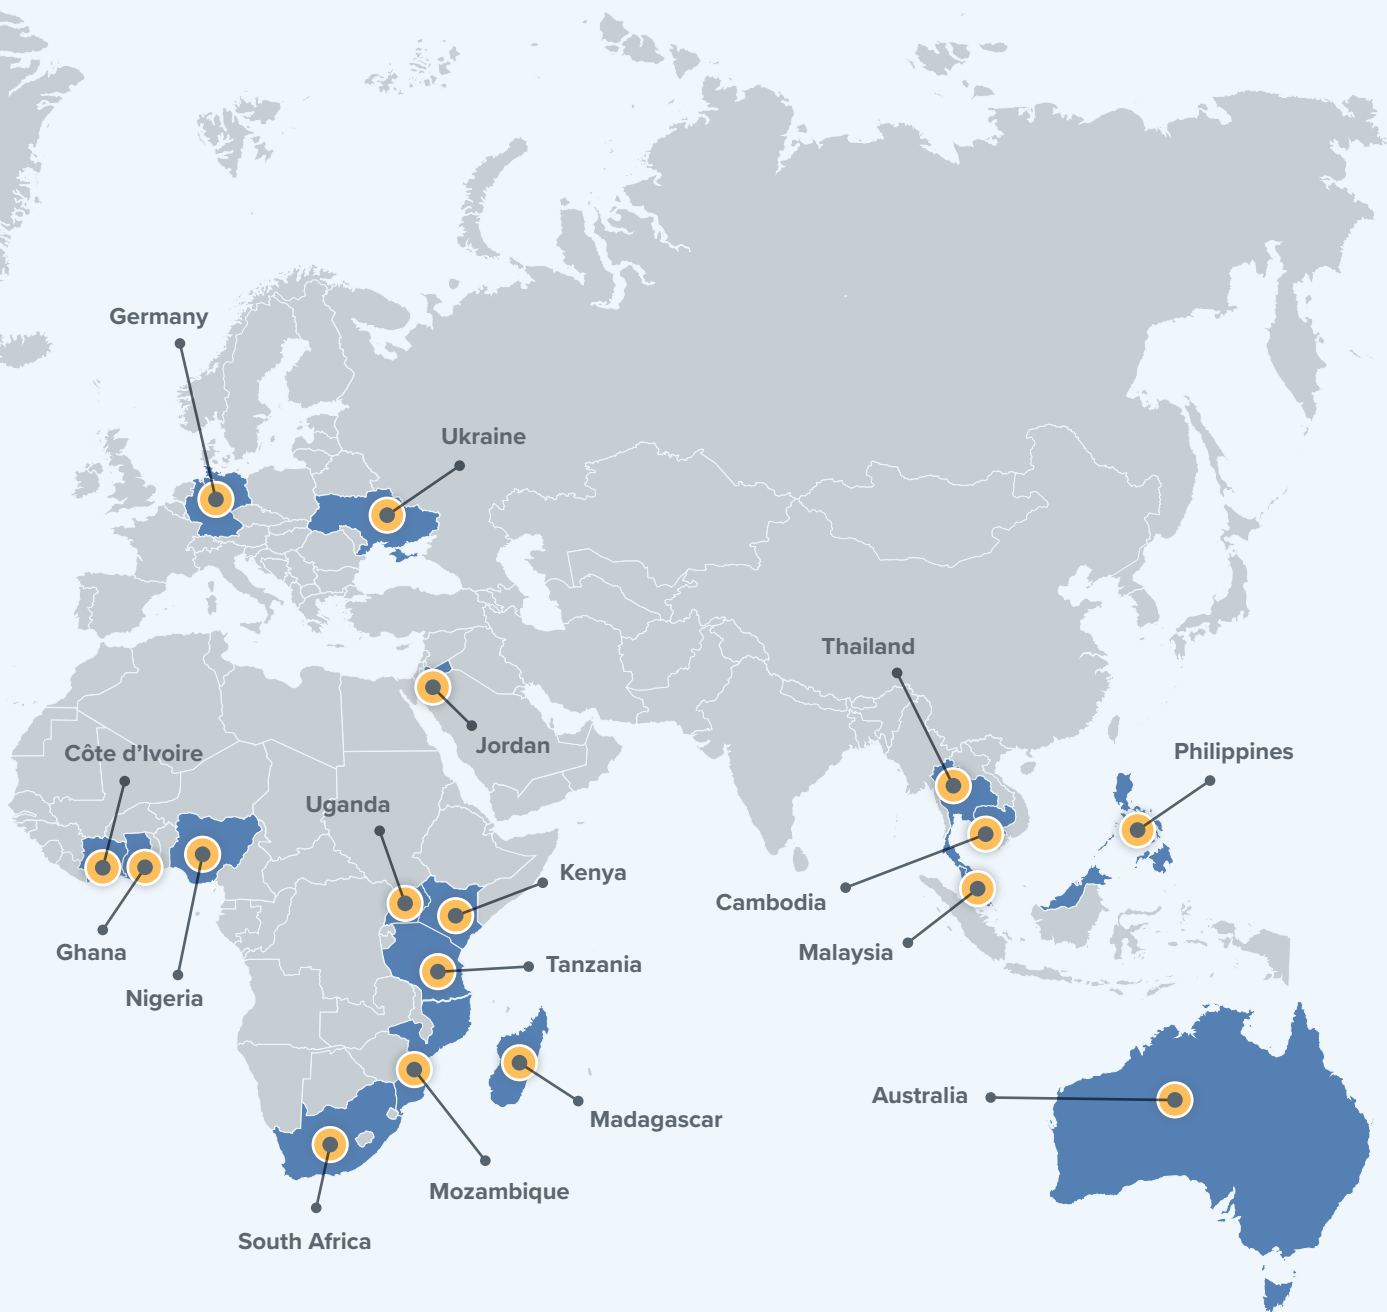 Germany
Ukraine
Thailand
Jordan
Côte d’Ivoire
Philippines
Uganda
Kenya
Cambodia
Ghana
Malaysia
Tanzania
Nigeria
Australia
Madagascar
Mozambique
South Africa